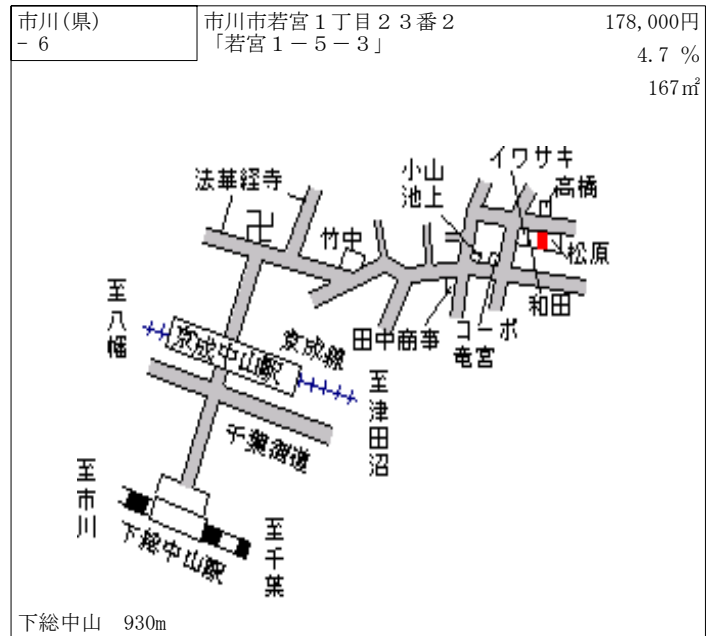 市川(県)
- 6
市川市若宮１丁目２３番２
「若宮１－５－３」
178,000円
4.7 %
167㎡
イワサキ
小山
池上
高橋
法華経寺
竹中
松原
和田
至八幡
田中商事
コーポ
竜宮
京成中山駅
京成線
至津田沼
千葉街道
至市川
下総中山駅
至千葉
下総中山　930m